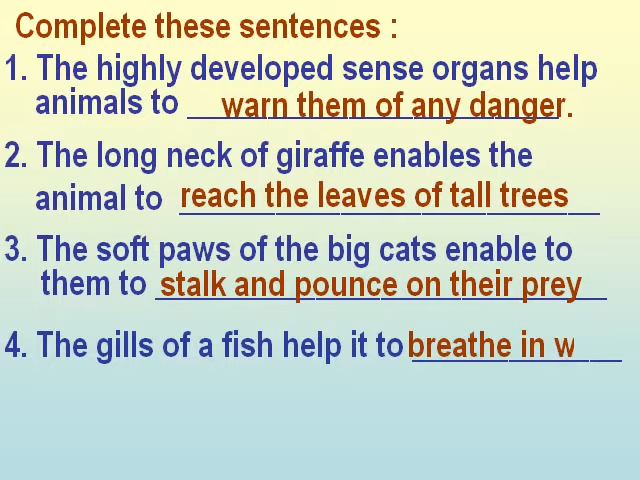 Complete these sentences :
1. The highly developed sense organs help
animals to warn them of any danger.
2. The long neck of giraffe enables the
animal to reach the leaves of tall trees
3. The soft paws of the big cats enable to
them to stalk and pounce on their prey
4. The gills of a fish help it to breathe in w